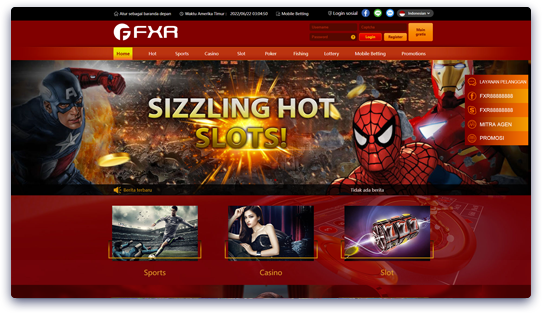 Atur sebagai beranda depan Waktu Amerika Timur : 2022/06/22 03:04:50 Mobile Betting Login sosial Indonesian
FXR
Password Login Register Main gratis
Home Hot Sports Casino Slot Poker Fishing Lottery Mobile Betting Promotions
SIZZLING HOT
SLOTS!
LAYANAN PELANGGAN
FXR88888888
FXR88888888
MITRA AGEN
PROMOSI
Berita terbaru Tidak ada berita
777
Sports Casino Slot